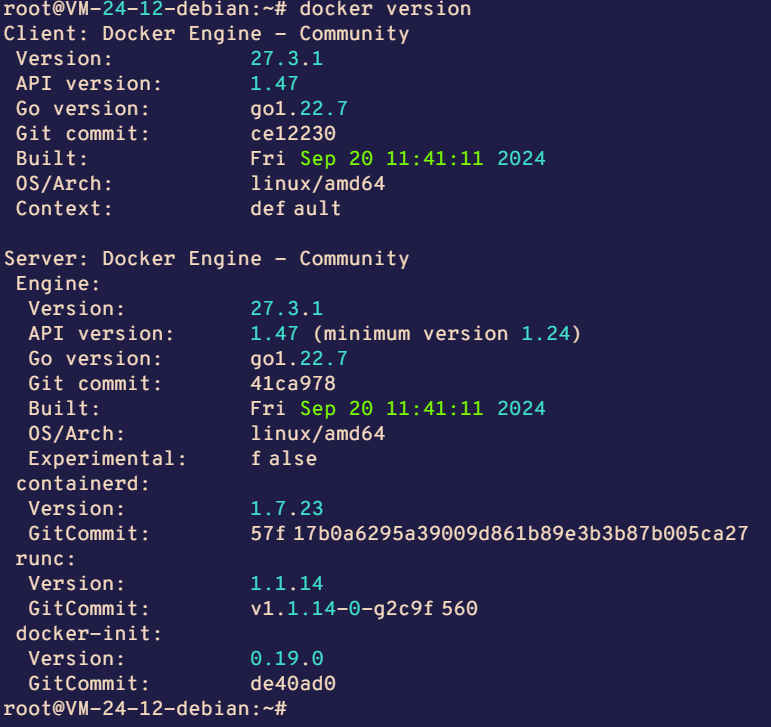 root@VM-24-12-debian:~# docker version
Client: Docker Engine - Community
 Version:           27.3.1
 API version:       1.47
 Go version:        go1.22.7
 Git commit:        ce12230
 Built:             Fri Sep 20 11:41:11 2024
 OS/Arch:           linux/amd64
 Context:           default

Server: Docker Engine - Community
 Engine:
  Version:          27.3.1
  API version:      1.47 (minimum version 1.24)
  Go version:       go1.22.7
  Git commit:       41ca978
  Built:            Fri Sep 20 11:41:11 2024
  OS/Arch:          linux/amd64
  Experimental:     false
 containerd:
  Version:          1.7.23
  GitCommit:        57f17b0a6295a39009d861b89e3b3b87b005ca27
 runc:
  Version:          1.1.14
  GitCommit:        v1.1.14-0-g2c9f560
 docker-init:
  Version:          0.19.0
  GitCommit:        de40ad0
root@VM-24-12-debian:~#